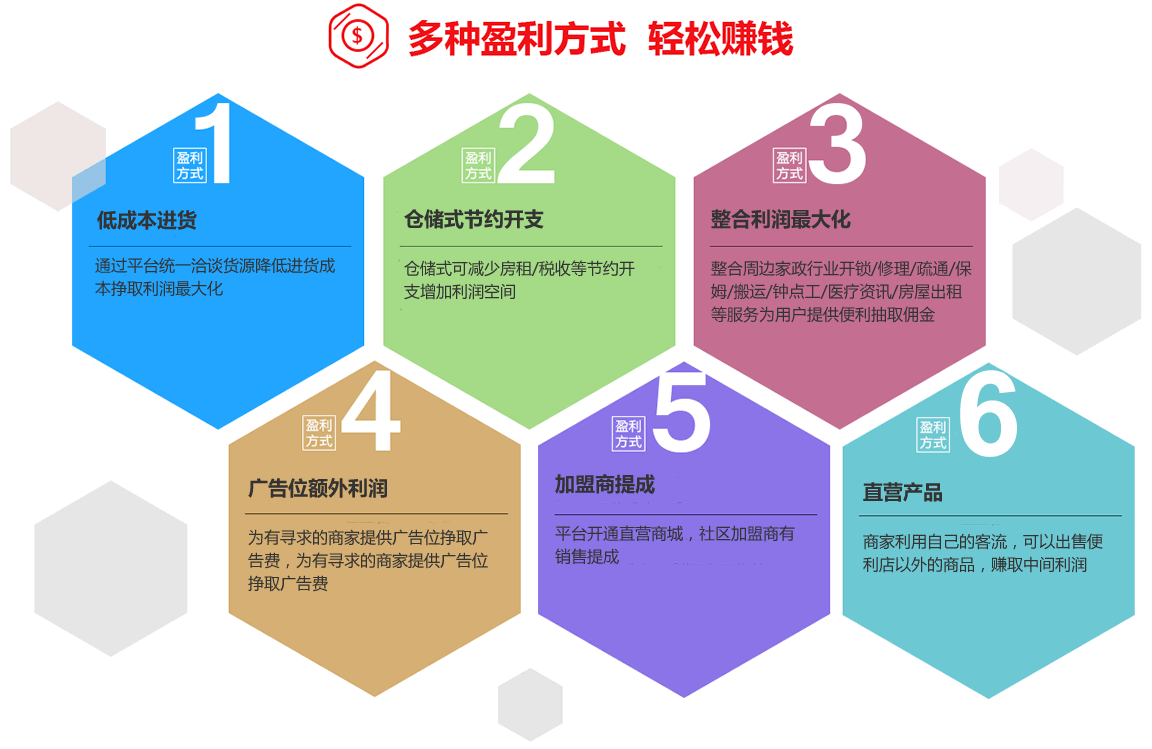 $
多种盈利方式 轻松赚钱
盈利
方式
1
低成本进货
通过平台统一洽谈货源降低进货成
本挣取利润最大化
盈利
方式
2
仓储式节约开支
仓储式可减少房租/税收等节约开
支增加利润空间
盈利
方式
3
整合利润最大化
整合周边家政行业开锁/修理/疏通/保
姆/搬运/钟点工/医疗资讯/房屋出租
等服务为用户提供便利抽取佣金
盈利
方式
4
广告位额外利润
为有寻求的商家提供广告位挣取广
告费，为有寻求的商家提供广告位
挣取广告费
盈利
方式
5
加盟商提成
平台开通直营商城，社区加盟商有
销售提成
盈利
方式
6
直营产品
商家利用自己的客流，可以出售便
利店以外的商品，赚取中间利润